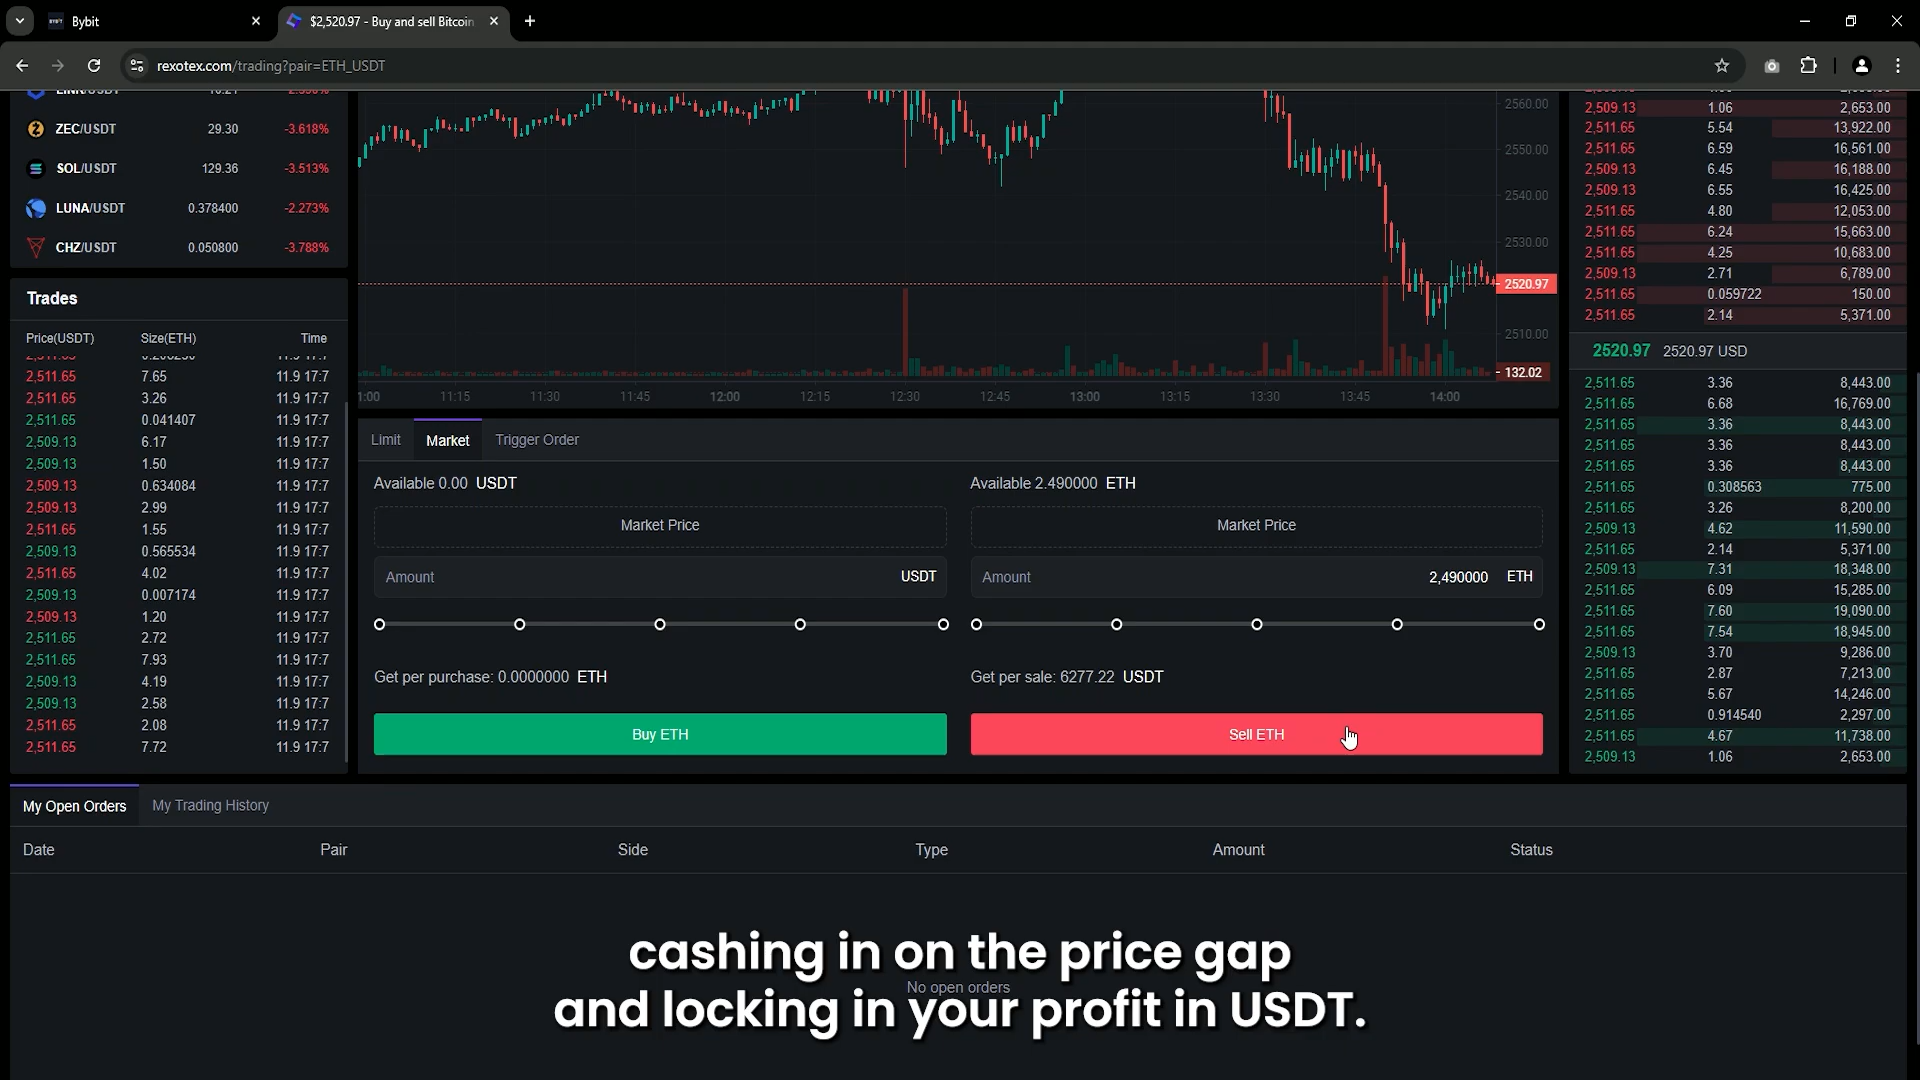 Bybit
$2,520.97 - Buy and sell Bitcoin
rexotex.com/trading?pair=ETH_USDT
ZEC/USDT 29.30 -3.618%
SOL/USDT 129.36 -3.513%
LUNA/USDT 0.378400 -2.273%
CHZ/USDT 0.050800 -3.788%
Trades
Price(USDT) Size(ETH) Time
2,511.65 7.65 11.9 17:7
2,511.65 3.26 11.9 17:7
2,511.65 0.041407 11.9 17:7
2,509.13 6.17 11.9 17:7
2,509.13 1.50 11.9 17:7
2,509.13 0.634084 11.9 17:7
2,509.13 2.99 11.9 17:7
2,511.65 1.55 11.9 17:7
2,509.13 0.565534 11.9 17:7
2,511.65 4.02 11.9 17:7
2,509.13 0.007174 11.9 17:7
2,509.13 1.20 11.9 17:7
2,511.65 2.72 11.9 17:7
2,511.65 7.93 11.9 17:7
2,509.13 4.19 11.9 17:7
2,509.13 2.58 11.9 17:7
2,511.65 2.08 11.9 17:7
2,511.65 7.72 11.9 17:7
2560.00
2550.00
2540.00
2530.00
2520.97
2510.00
132.02
1:00 11:15 11:30 11:45 12:00 12:15 12:30 12:45 13:00 13:15 13:30 13:45 14:00
Limit Market Trigger Order
Available 0.00 USDT
Market Price
Amount USDT
Get per purchase: 0.0000000 ETH
Buy ETH
Available 2.490000 ETH
Market Price
Amount 2,490000 ETH
Get per sale: 6277.22 USDT
Sell ETH
2,509.13 1.06 2,653.00
2,511.65 5.54 13,922.00
2,511.65 6.59 16,561.00
2,509.13 6.45 16,188.00
2,509.13 6.55 16,425.00
2,511.65 4.80 12,053.00
2,511.65 6.24 15,663.00
2,511.65 4.25 10,683.00
2,509.13 2.71 6,789.00
2,511.65 0.059722 150.00
2,511.65 2.14 5,371.00
2520.97 2520.97 USD
2,511.65 3.36 8,443.00
2,511.65 6.68 16,769.00
2,511.65 3.36 8,443.00
2,511.65 3.36 8,443.00
2,511.65 3.36 8,443.00
2,511.65 0.308563 775.00
2,511.65 3.26 8,200.00
2,509.13 4.62 11,590.00
2,511.65 2.14 5,371.00
2,509.13 7.31 18,348.00
2,511.65 6.09 15,285.00
2,511.65 7.60 19,090.00
2,511.65 7.54 18,945.00
2,509.13 3.70 9,286.00
2,511.65 2.87 7,213.00
2,511.65 5.67 14,246.00
2,511.65 0.914540 2,297.00
2,511.65 4.67 11,738.00
2,509.13 1.06 2,653.00
My Open Orders My Trading History
Date Pair Side Type Amount Status
No open orders
cashing in on the price gap
and locking in your profit in USDT.